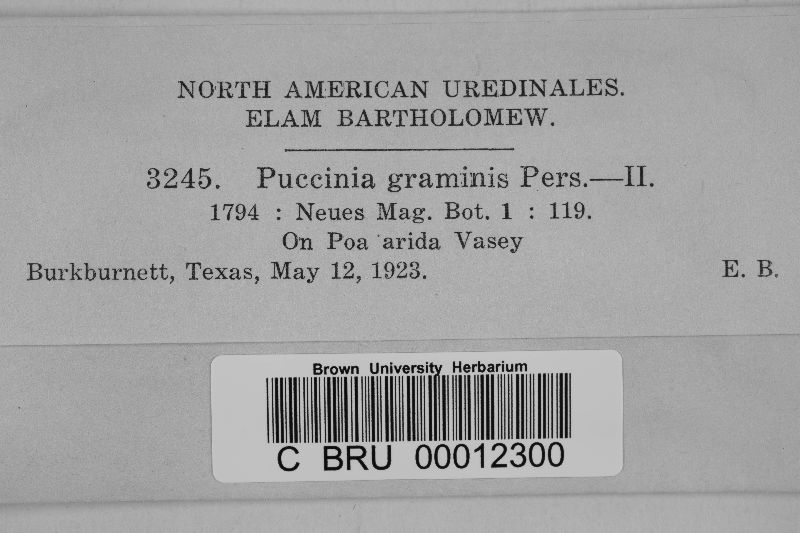 NORTH AMERICAN UREDINALES.
ELAM BARTHOLOMEW.
3245. Puccinia graminis Pers.—II.
1794 : Neues Mag. Bot. 1 : 119.
On Poa arida Vasey
Burkburnett, Texas, May 12, 1923. E. B.
Brown University Herbarium
C BRU 00012300